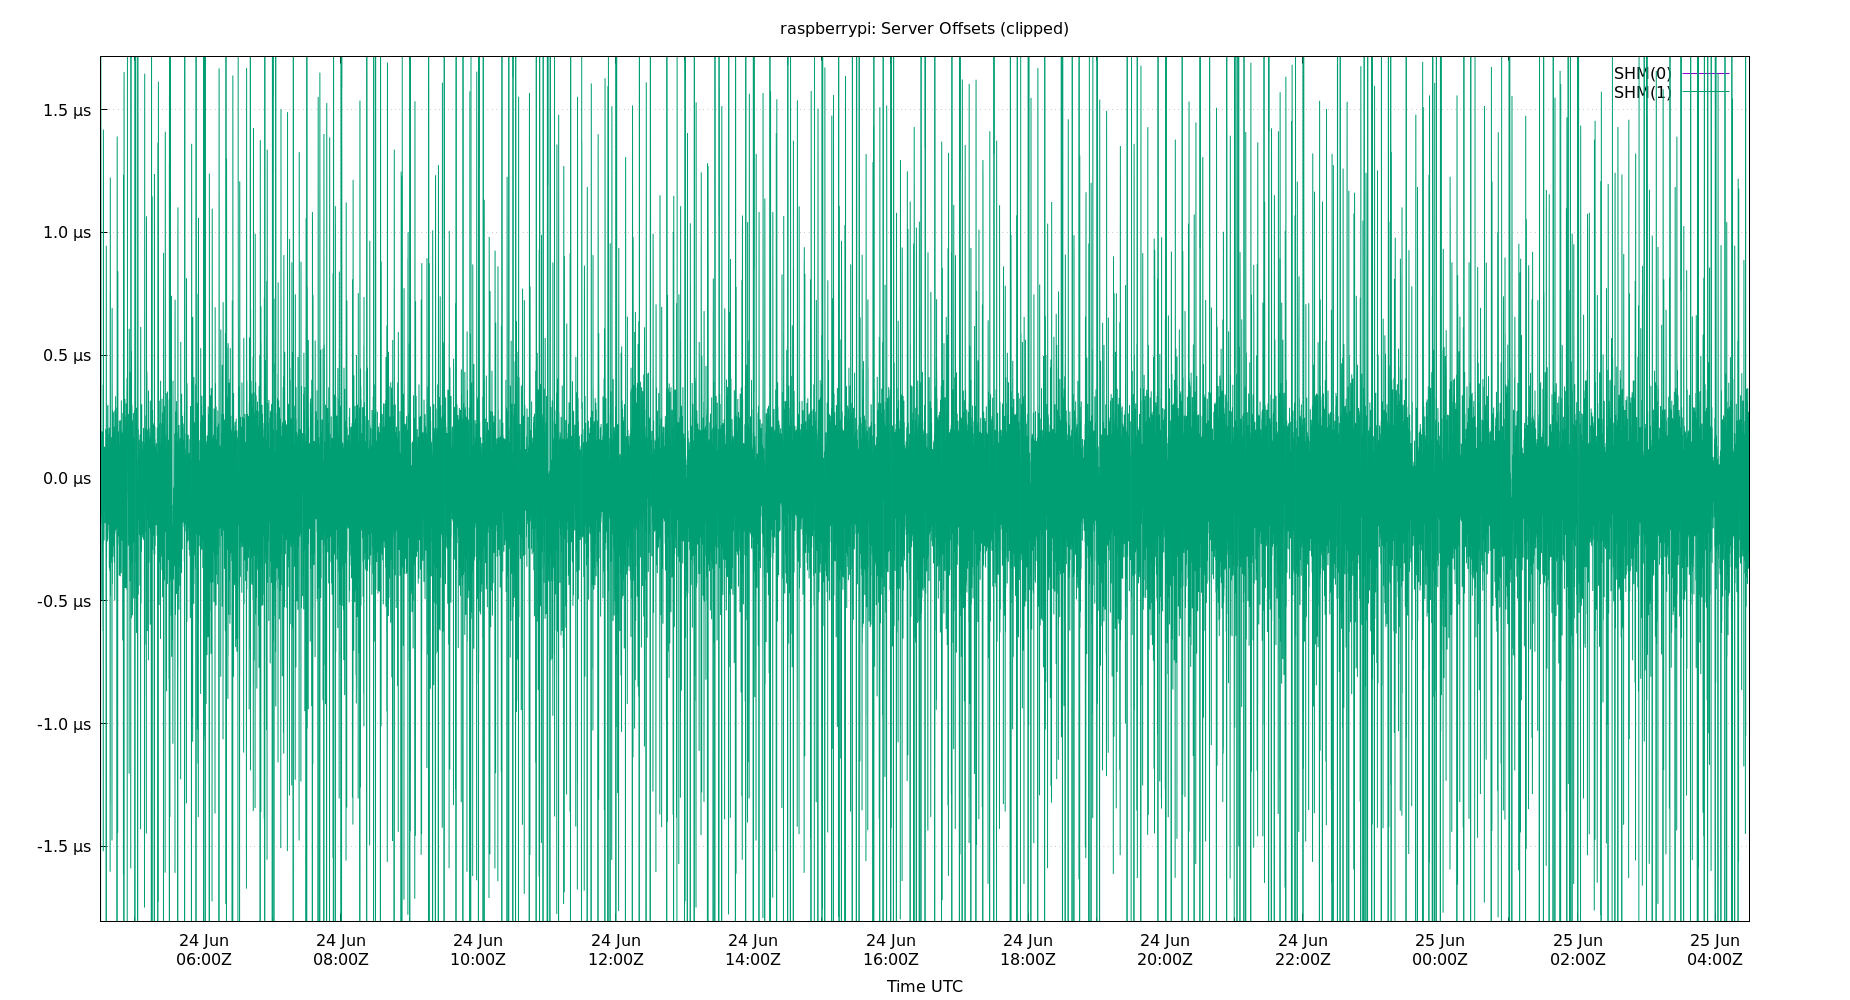 raspberrypi: Server Offsets (clipped)
SHM(0)
SHM(1)
1.5 µs
1.0 µs
0.5 µs
0.0 µs
-0.5 µs
-1.0 µs
-1.5 µs
24 Jun 24 Jun 24 Jun 24 Jun 24 Jun 24 Jun 24 Jun 24 Jun 24 Jun 25 Jun 25 Jun 25 Jun
06:00Z 08:00Z 10:00Z 12:00Z 14:00Z 16:00Z 18:00Z 20:00Z 22:00Z 00:00Z 02:00Z 04:00Z
Time UTC